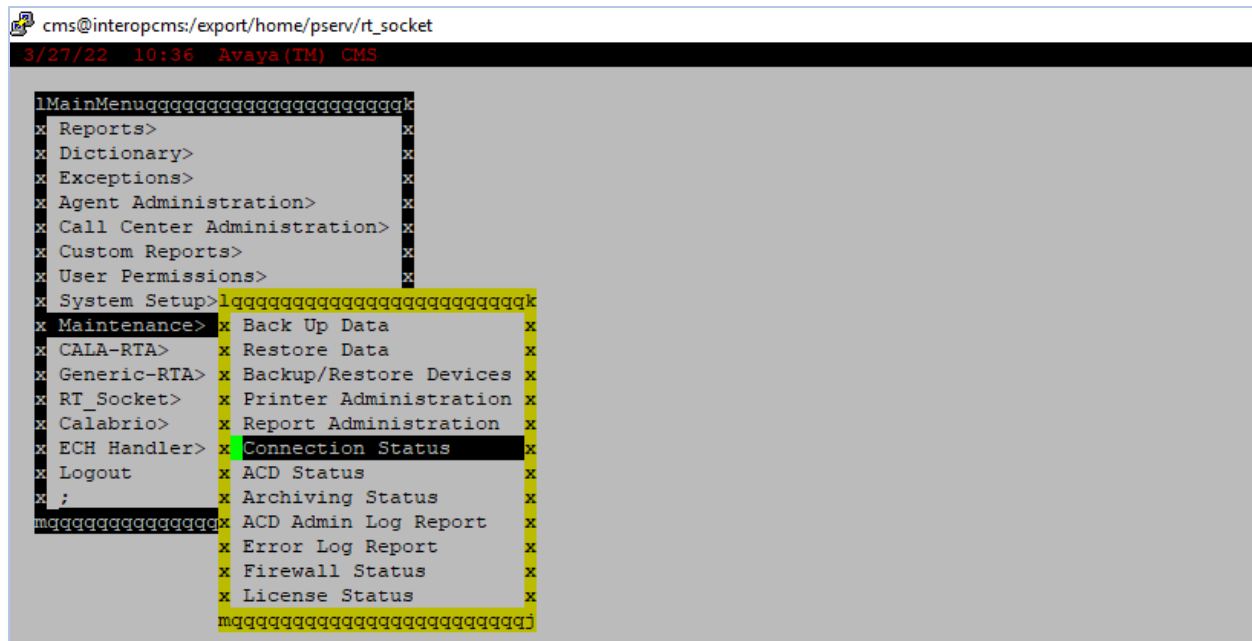 cms@interopcms:/export/home/pserv/rt_socket
3/27/22 10:36 Avaya(TM) CMS
lMainMenuqqqqqqqqqqqqqqqqqqqqqk
x Reports> x
x Dictionary> x
x Exceptions> x
x Agent Administration> x
x Call Center Administration> x
x Custom Reports> x
x User Permissions> x
x System Setup>lqqqqqqqqqqqqqqqqqqqqqqqqk
x Maintenance> x Back Up Data x
x CALA-RTA> x Restore Data x
x Generic-RTA> x Backup/Restore Devices x
x RT_Socket> x Printer Administration x
x Calabrio> x Report Administration x
x ECH Handler> x Connection Status x
x Logout x ACD Status x
x ; x Archiving Status x
mqqqqqqqqqqqqqqx ACD Admin Log Report x
x Error Log Report x
x Firewall Status x
x License Status x
mqqqqqqqqqqqqqqqqqqqqqqqqj